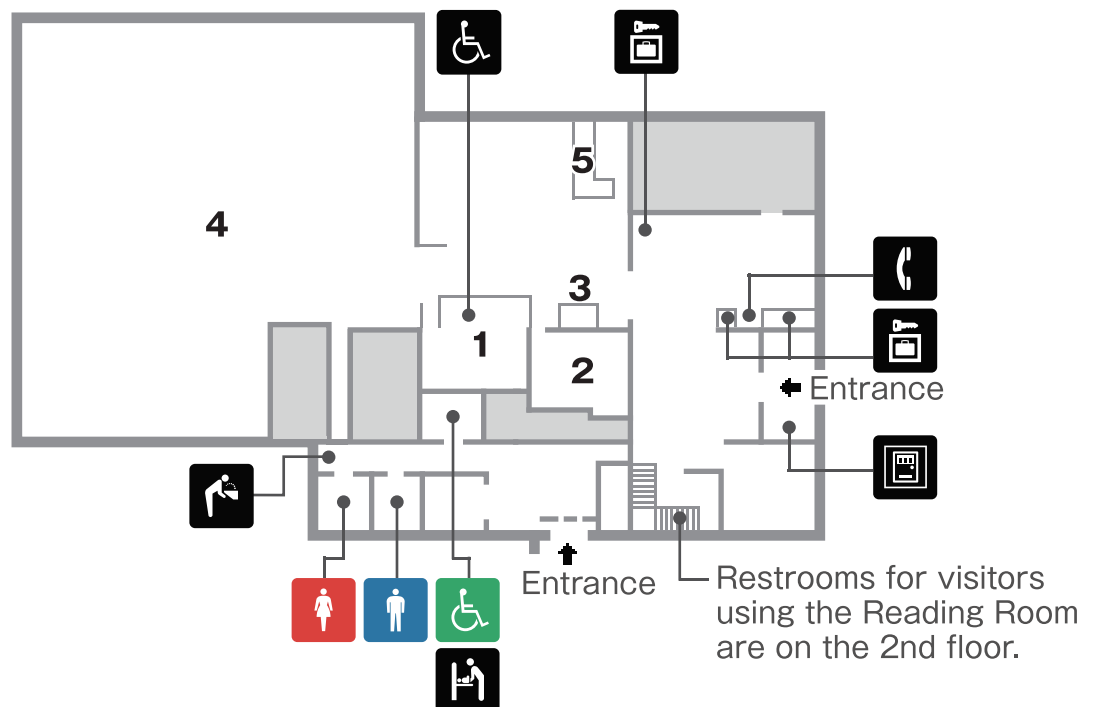 5
4
3
1
2
Entrance
Entrance
Restrooms for visitors
using the Reading Room
are on the 2nd floor.